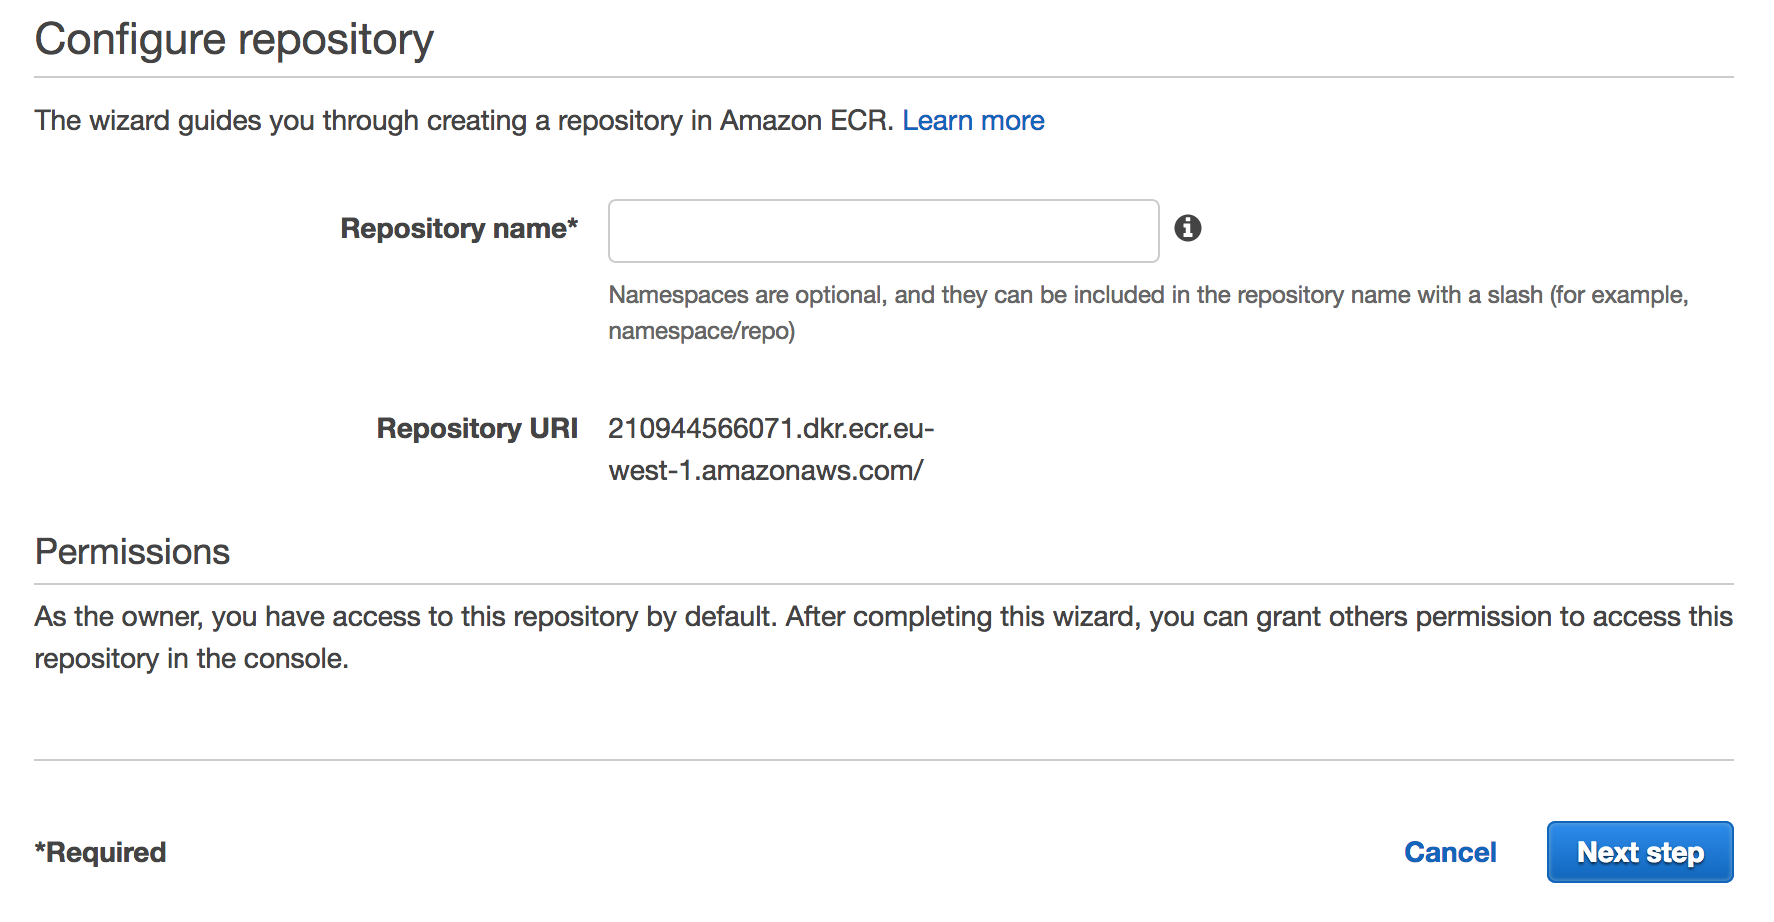 Configure repository
The wizard guides you through creating a repository in Amazon ECR. Learn more
Repository name*
Namespaces are optional, and they can be included in the repository name with a slash (for example,
namespace/repo)
Repository URI 210944566071.dkr.ecr.eu-
west-1.amazonaws.com/
Permissions
As the owner, you have access to this repository by default. After completing this wizard, you can grant others permission to access this
repository in the console.
*Required Cancel Next step